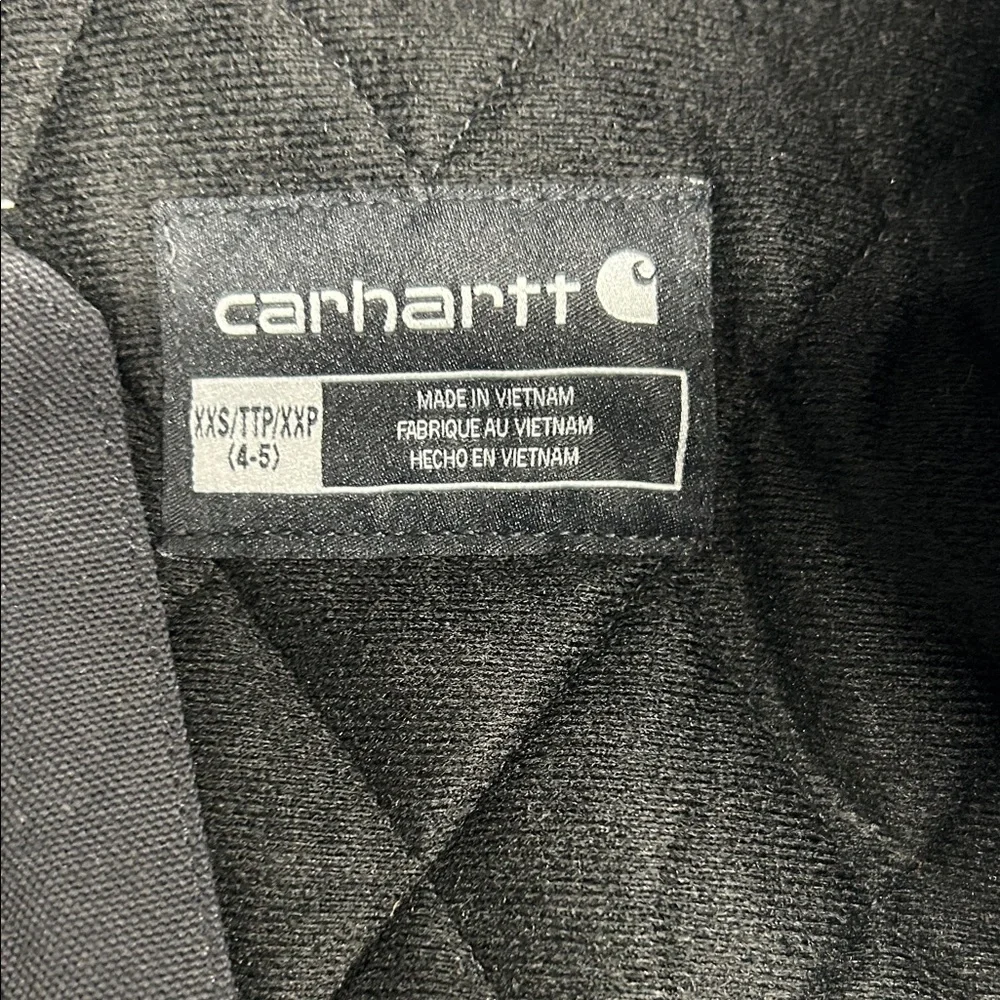 carhartt
XXS/TTP/XXP
(4-5)
MADE IN VIETNAM
FABRIQUE AU VIETNAM
HECHO EN VIETNAM